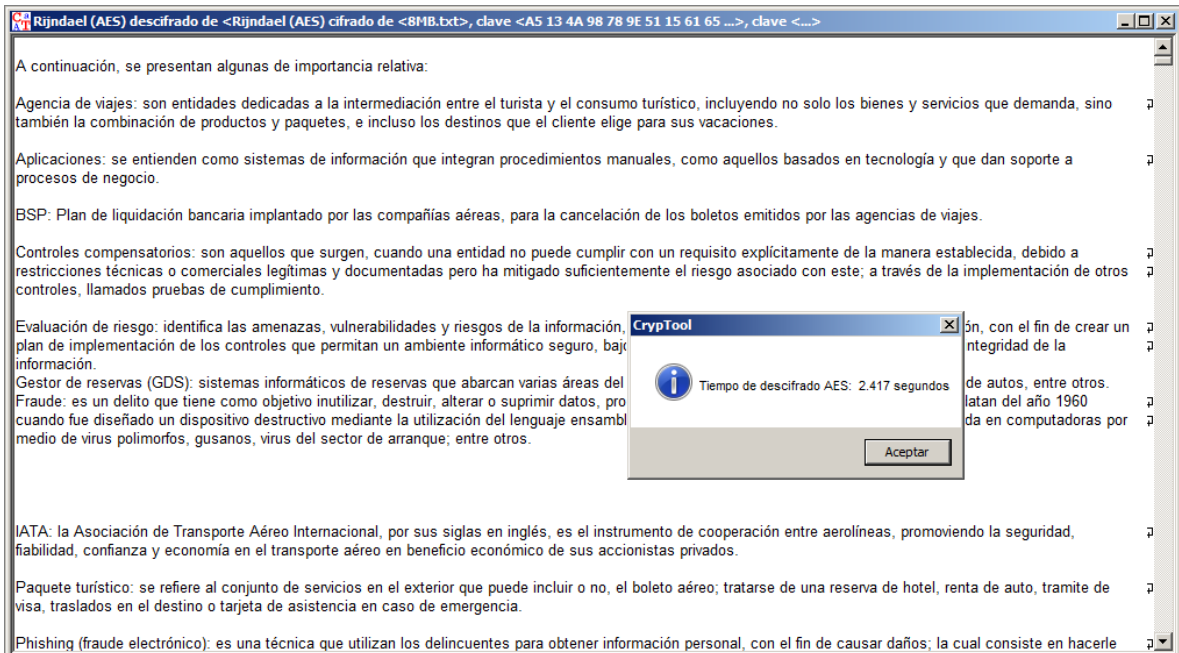 Rijndael (AES) descifrado de <Rijndael (AES) cifrado de <8MB.txt>, clave <A5 13 4A 98 78 9E 51 15 61 65 ...>, clave <...>
A continuación, se presentan algunas de importancia relativa:
Agencia de viajes: son entidades dedicadas a la intermediación entre el turista y el consumo turístico, incluyendo no solo los bienes y servicios que demanda, sino
también la combinación de productos y paquetes, e incluso los destinos que el cliente elige para sus vacaciones.
Aplicaciones: se entienden como sistemas de información que integran procedimientos manuales, como aquellos basados en tecnología y que dan soporte a
procesos de negocio.
BSP: Plan de liquidación bancaria implantado por las compañías aéreas, para la cancelación de los boletos emitidos por las agencias de viajes.
Controles compensatorios: son aquellos que surgen, cuando una entidad no puede cumplir con un requisito explícitamente de la manera establecida, debido a
restricciones técnicas o comerciales legítimas y documentadas pero ha mitigado suficientemente el riesgo asociado con este; a través de la implementación de otros
controles, llamados pruebas de cumplimiento.
Evaluación de riesgo: identifica las amenazas, vulnerabilidades y riesgos de la información, ón, con el fin de crear un
plan de implementación de los controles que permitan un ambiente informático seguro, bajo ntegridad de la
información.
Gestor de reservas (GDS): sistemas informáticos de reservas que abarcan varias áreas del de autos, entre otros.
Fraude: es un delito que tiene como objetivo inutilizar, destruir, alterar o suprimir datos, pro latan del año 1960
cuando fue diseñado un dispositivo destructivo mediante la utilización del lenguaje ensambl da en computadoras por
medio de virus polimorfos, gusanos, virus del sector de arranque; entre otros.
CrypTool
Tiempo de descifrado AES: 2.417 segundos
Aceptar
IATA: la Asociación de Transporte Aéreo Internacional, por sus siglas en inglés, es el instrumento de cooperación entre aerolíneas, promoviendo la seguridad,
fiabilidad, confianza y economía en el transporte aéreo en beneficio económico de sus accionistas privados.
Paquete turístico: se refiere al conjunto de servicios en el exterior que puede incluir o no, el boleto aéreo; tratarse de una reserva de hotel, renta de auto, tramite de
visa, traslados en el destino o tarjeta de asistencia en caso de emergencia.
Phishing (fraude electrónico): es una técnica que utilizan los delincuentes para obtener información personal, con el fin de causar daños; la cual consiste en hacerle